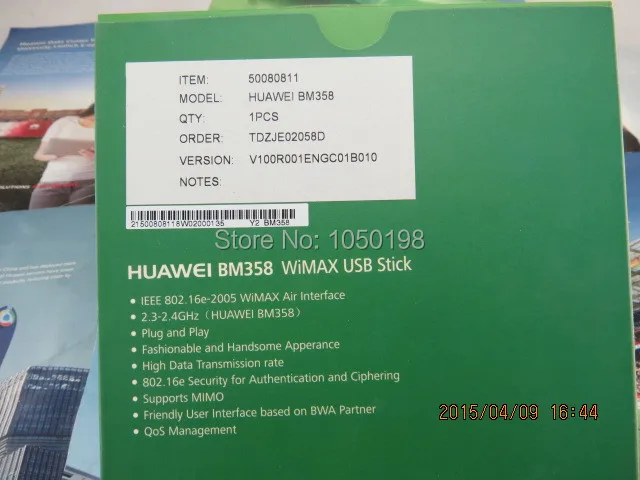 ITEM: 50080811
MODEL: HUAWEI BM358
QTY: 1PCS
ORDER: TDZJE02058D
VERSION: V100R001ENGC01B010
NOTES:
21500808116W02000135 Y2 BM358
Store No: 1050198
HUAWEI BM358 WiMAX USB Stick
• IEEE 802.16e-2005 WiMAX Air Interface
• 2.3-2.4GHz (HUAWEI BM358)
• Plug and Play
• Fashionable and Handsome Apperance
• High Data Transmission rate
• 802.16e Security for Authentication and Ciphering
• Supports MIMO
• Friendly User Interface based on BWA Partner
• QoS Management
2015/04/09 16:44